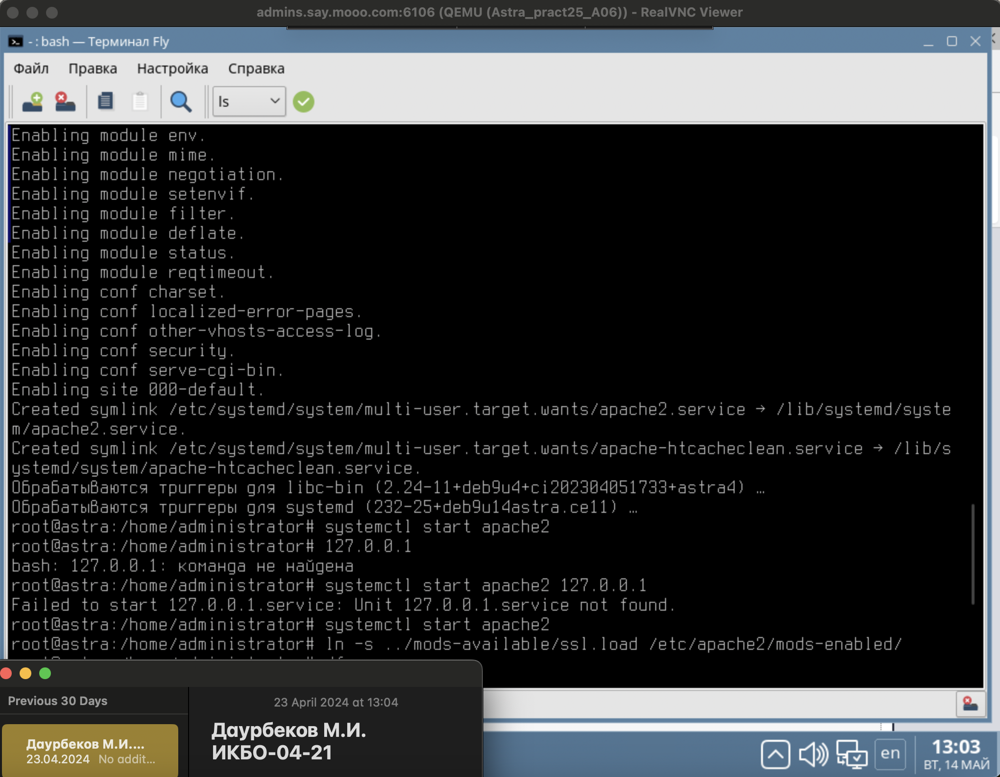 admins.say.mooo.com:6106 (QEMU (Astra_pract25_A06)) - RealVNC Viewer
- : bash — Терминал Fly
Файл Правка Настройка Справка
ls
Enabling module env.
Enabling module mime.
Enabling module negotiation.
Enabling module setenvif.
Enabling module filter.
Enabling module deflate.
Enabling module status.
Enabling module reqtimeout.
Enabling conf charset.
Enabling conf localized-error-pages.
Enabling conf other-vhosts-access-log.
Enabling conf security.
Enabling conf serve-cgi-bin.
Enabling site 000-default.
Created symlink /etc/systemd/system/multi-user.target.wants/apache2.service → /lib/systemd/syste
m/apache2.service.
Created symlink /etc/systemd/system/multi-user.target.wants/apache-htcacheclean.service → /lib/s
ystemd/system/apache-htcacheclean.service.
Обрабатываются триггеры для libc-bin (2.24-11+deb9u4+ci202304051733+astra4) …
Обрабатываются триггеры для systemd (232-25+deb9u14astra.ce11) …
root@astra:/home/administrator# systemctl start apache2
root@astra:/home/administrator# 127.0.0.1
bash: 127.0.0.1: команда не найдена
root@astra:/home/administrator# systemctl start apache2 127.0.0.1
Failed to start 127.0.0.1.service: Unit 127.0.0.1.service not found.
root@astra:/home/administrator# systemctl start apache2
root@astra:/home/administrator# ln -s ../mods-available/ssl.load /etc/apache2/mods-enabled/
Previous 30 Days
Даурбеков М.И....
23.04.2024 No addit...
23 April 2024 at 13:04
Даурбеков М.И.
ИКБО-04-21
en
13:03
ВТ, 14 МАЙ